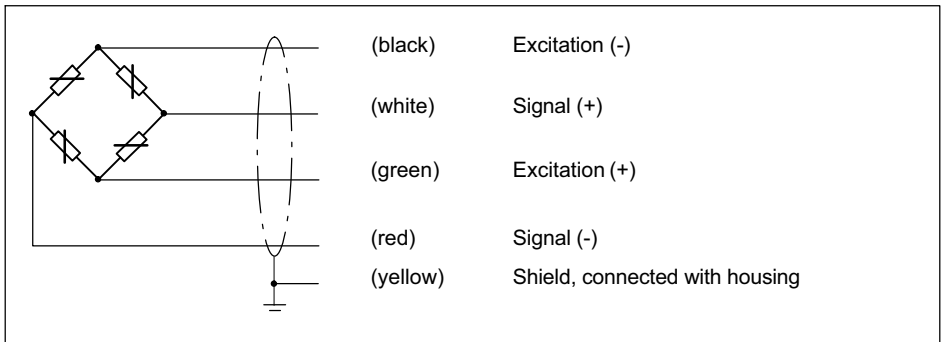 (black) Excitation (-)
(white) Signal (+)
(green) Excitation (+)
(red) Signal (-)
(yellow) Shield, connected with housing